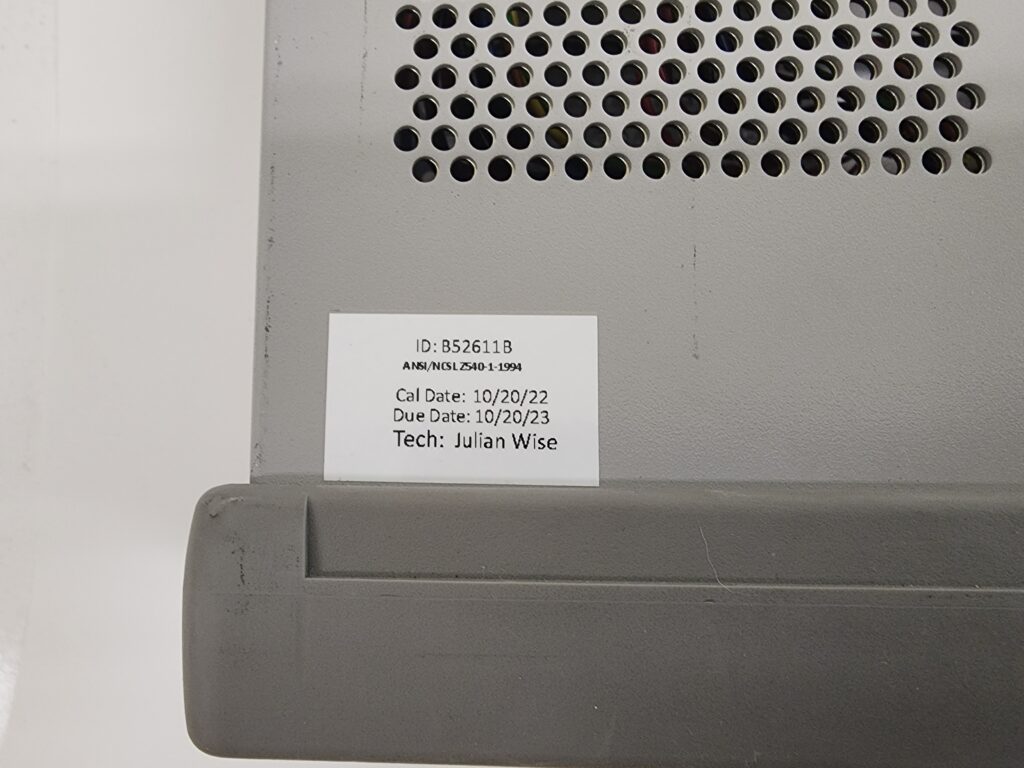 ID: B52611B
ANSI/NCSL Z540-1-1994
Cal Date: 10/20/22
Due Date: 10/20/23
Tech: Julian Wise